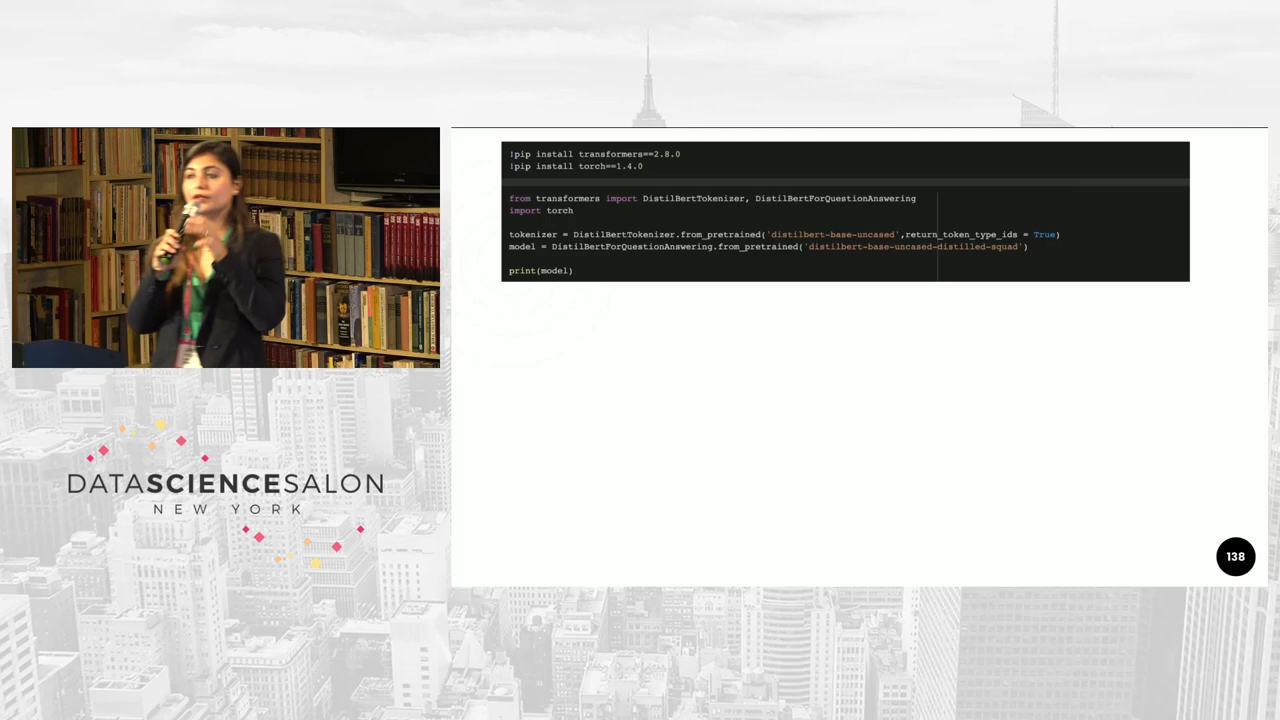 !pip install transformers==2.8.0
!pip install torch==1.4.0
from transformers import DistilBertTokenizer, DistilBertForQuestionAnswering
import torch
tokenizer = DistilBertTokenizer.from_pretrained('distilbert-base-uncased',return_token_type_ids = True)
model = DistilBertForQuestionAnswering.from_pretrained('distilbert-base-uncased-distilled-squad')
print(model)
DATASCIENCESALON
NEW YORK
138